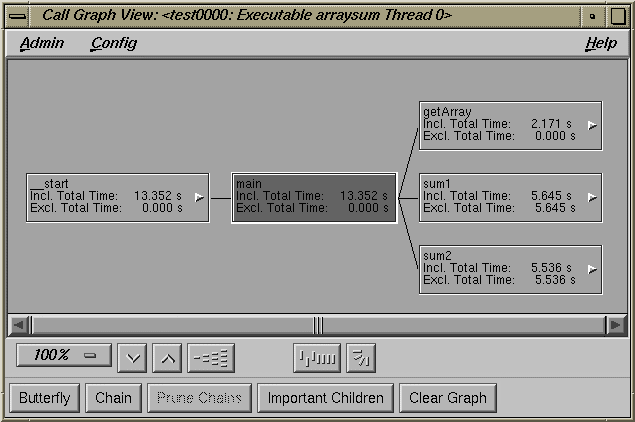 Call Graph View: <test0000: Executable arraysum Thread 0>
Admin Config Help
getArray
Incl. Total Time: 2.171 s
Excl. Total Time: 0.000 s
__start
Incl. Total Time: 13.352 s
Excl. Total Time: 0.000 s
main
Incl. Total Time: 13.352 s
Excl. Total Time: 0.000 s
sum1
Incl. Total Time: 5.645 s
Excl. Total Time: 5.645 s
sum2
Incl. Total Time: 5.536 s
Excl. Total Time: 5.536 s
100%
Butterfly Chain Prune Chains Important Children Clear Graph